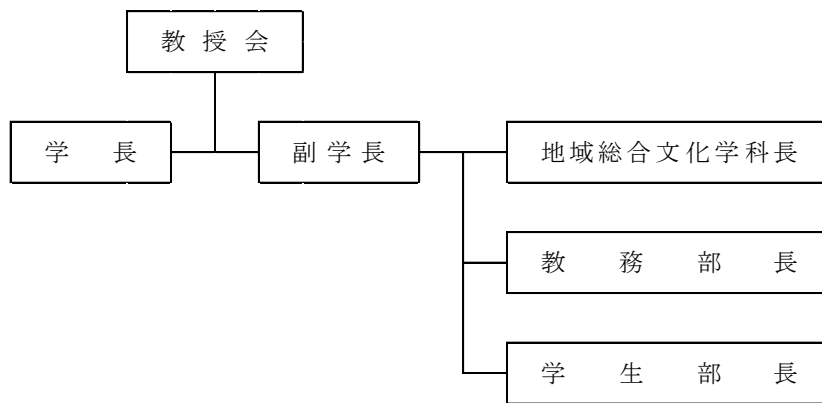 教授会
学長
副学長
地域総合文化学科長
教務部長
学生部長